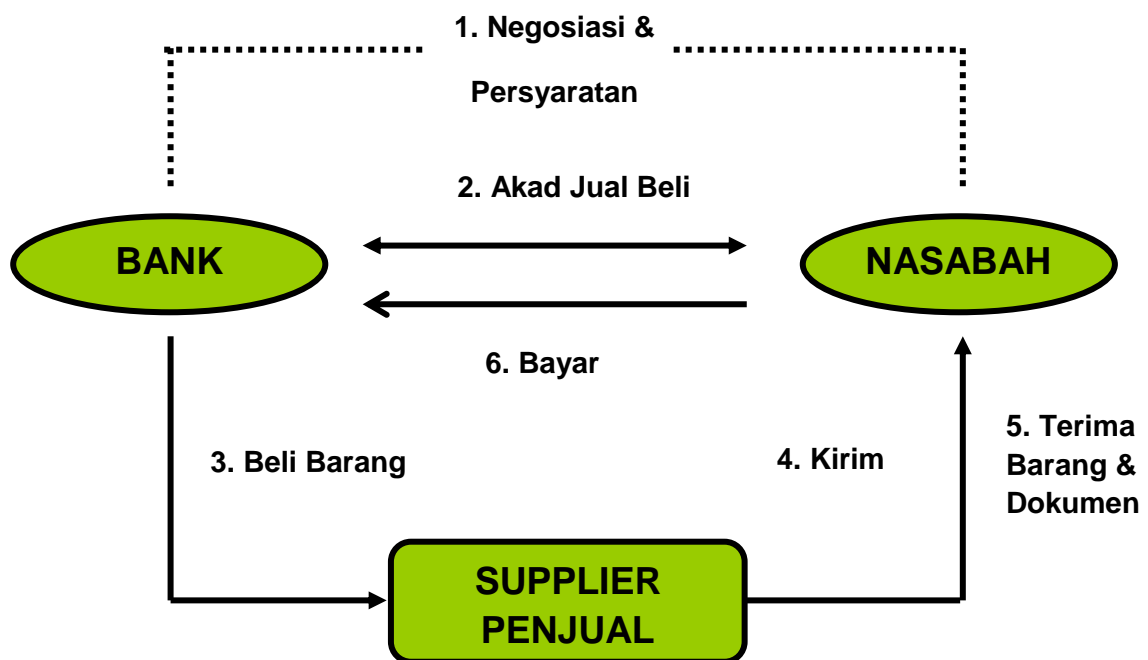 1. Negosiasi &
Persyaratan
2. Akad Jual Beli
BANK
NASABAH
6. Bayar
3. Beli Barang
4. Kirim
5. Terima
Barang &
Dokumen
SUPPLIER
PENJUAL